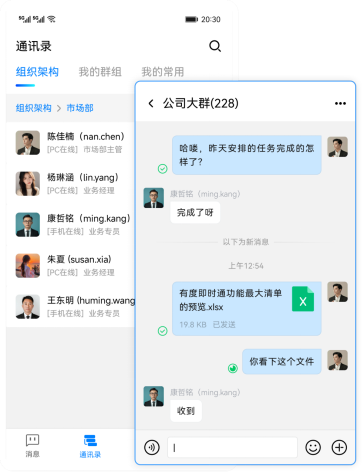 5G 5G 20:30
通讯录
组织架构 我的群组 我的常用
组织架构 > 市场部
陈佳楠（nan.chen）
[PC在线] 市场部主管
杨琳涵（lin.yang）
[PC在线] 业务经理
康哲铭（ming.kang）
[手机在线] 业务专员
朱夏 (susan.xia)
[PC在线] 业务经理
王东明 (huming.wang
[手机在线] 业务专员
消息 通讯录
公司大群(228)
哈喽，昨天安排的任务完成的怎
样了？
康哲铭（ming.kang）
完成了呀
以下为新消息
上午12:54
有度即时通功能最大清单
的预览.xlsx
19.8 KB 已发送
X
你看下这个文件
康哲铭（ming.kang）
收到